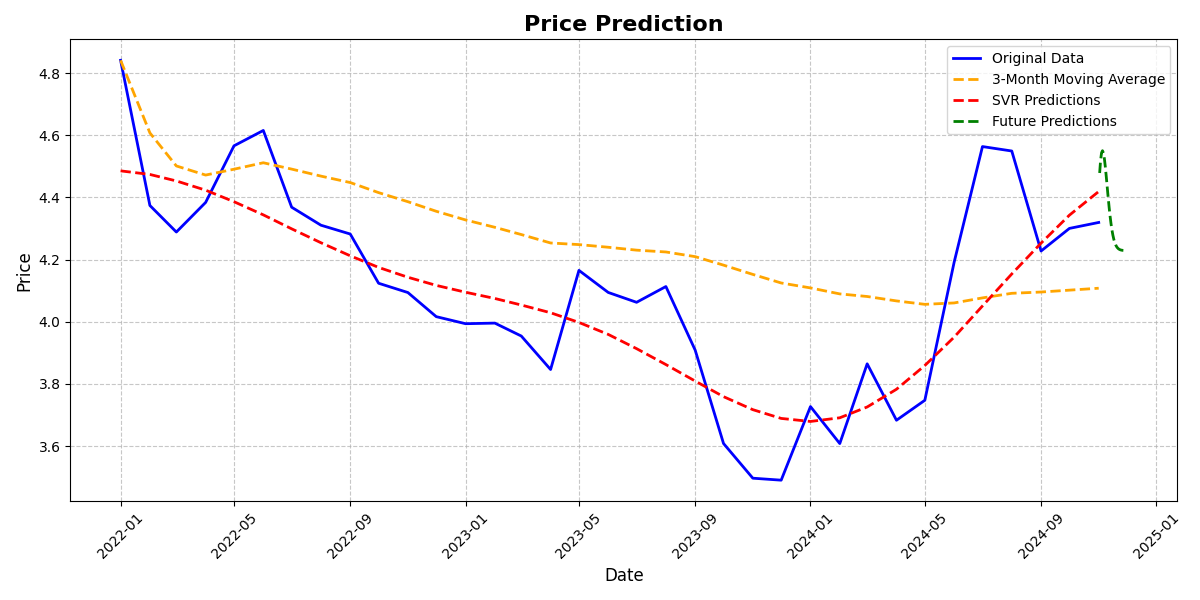 Price Prediction
Original Data
3-Month Moving Average
SVR Predictions
Future Predictions
Price
4.8
4.6
4.4
4.2
4.0
3.8
3.6
2022-01
2022-05
2022-09
2023-01
2023-05
2023-09
2024-01
2024-05
2024-09
2025-01
Date